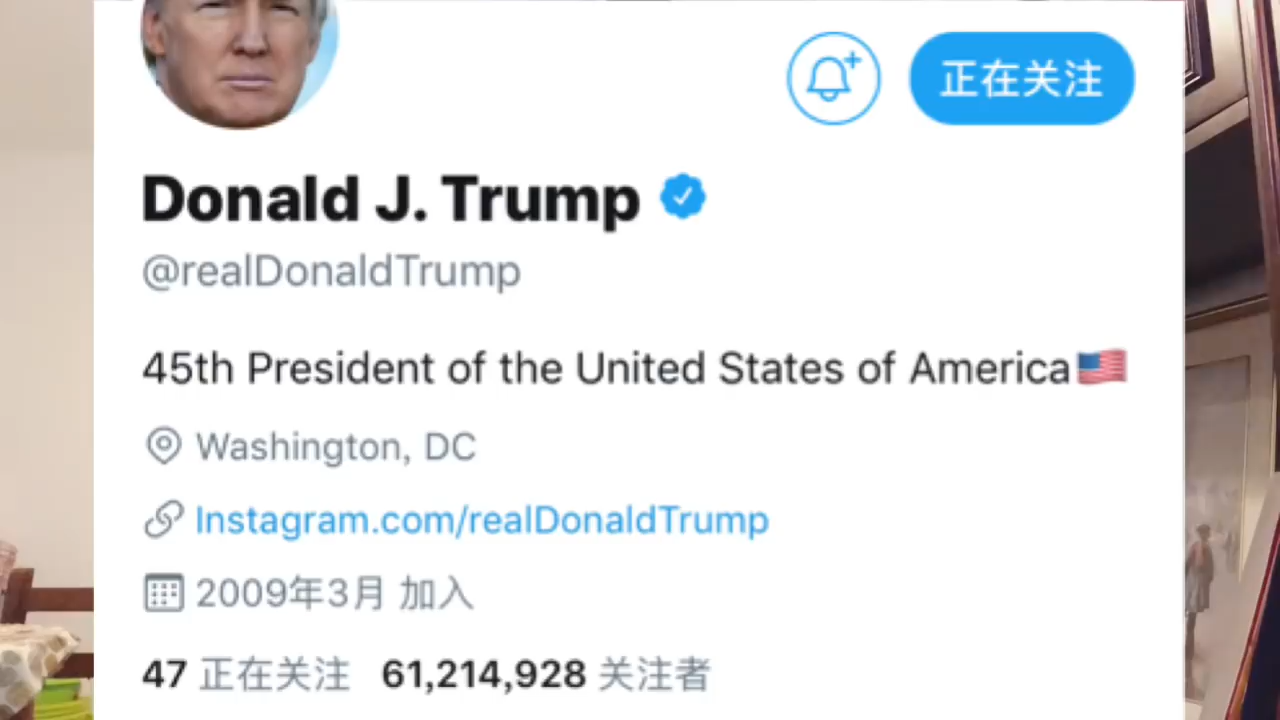 正在关注
Donald J. Trump
@realDonaldTrump
45th President of the United States of America🇺🇸
Washington, DC
Instagram.com/realDonaldTrump
2009年3月 加入
47 正在关注 61,214,928 关注者